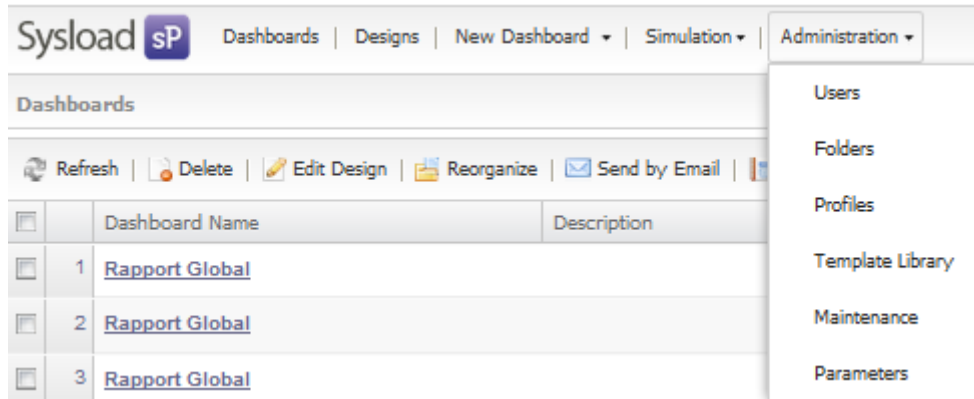 Sysload sP Dashboards | Designs | New Dashboard | Simulation | Administration
Users
Dashboards
Folders
Refresh | Delete | Edit Design | Reorganize | Send by Email |
Profiles
Dashboard Name Description
Template Library
1 Rapport Global
Maintenance
2 Rapport Global
Parameters
3 Rapport Global